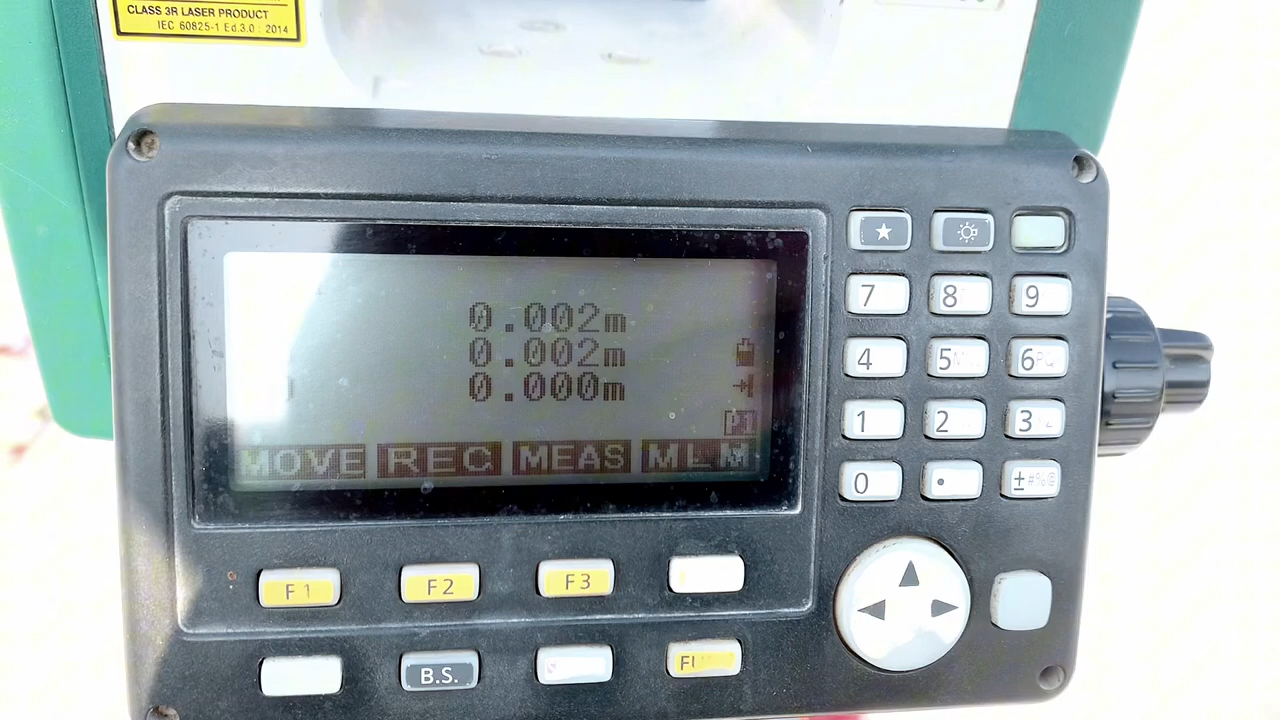 CLASS 3R LASER PRODUCT
IEC 60825-1 Ed.3.0 : 2014
0.002m
0.002m
0.000m
P1
MOVE REC MEAS MLM
7 8 9
4 5 6
1 2 3
0 . ±#%@
F1 F2 F3
B.S.